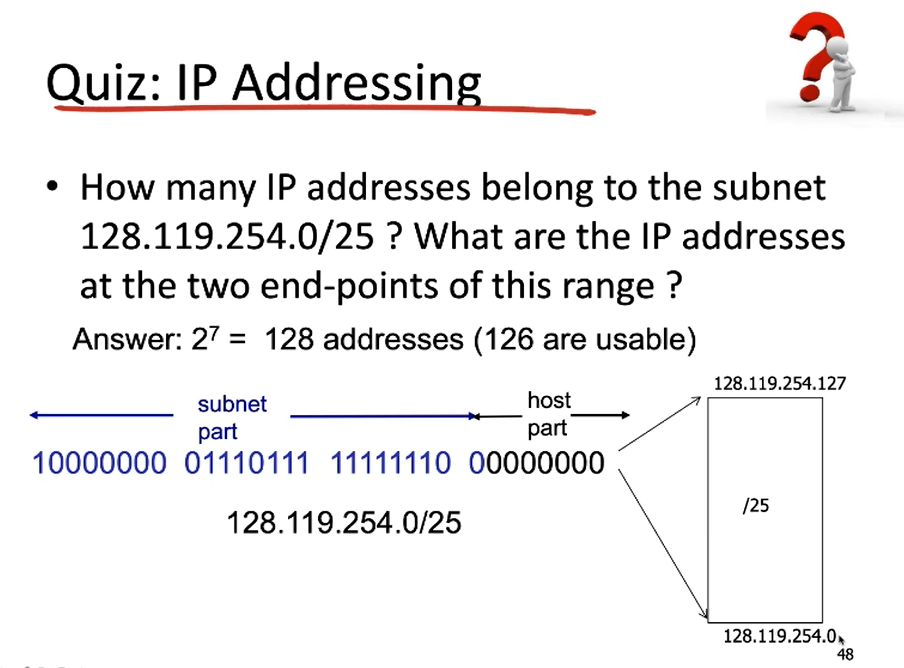 Quiz: IP Addressing
• How many IP addresses belong to the subnet
128.119.254.0/25 ? What are the IP addresses
at the two end-points of this range ?
Answer: 2⁷ = 128 addresses (126 are usable)
128.119.254.127
subnet
part
host
part
10000000 01110111 11111110 00000000
/25
128.119.254.0/25
128.119.254.0
48